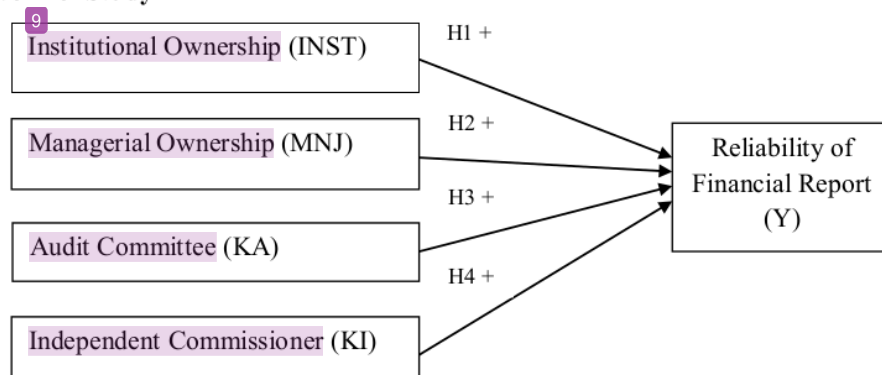 9
Institutional Ownership (INST)
H1 +
Managerial Ownership (MNJ)
H2 +
Reliability of
Financial Report
(Y)
H3 +
Audit Committee (KA)
H4 +
Independent Commissioner (KI)